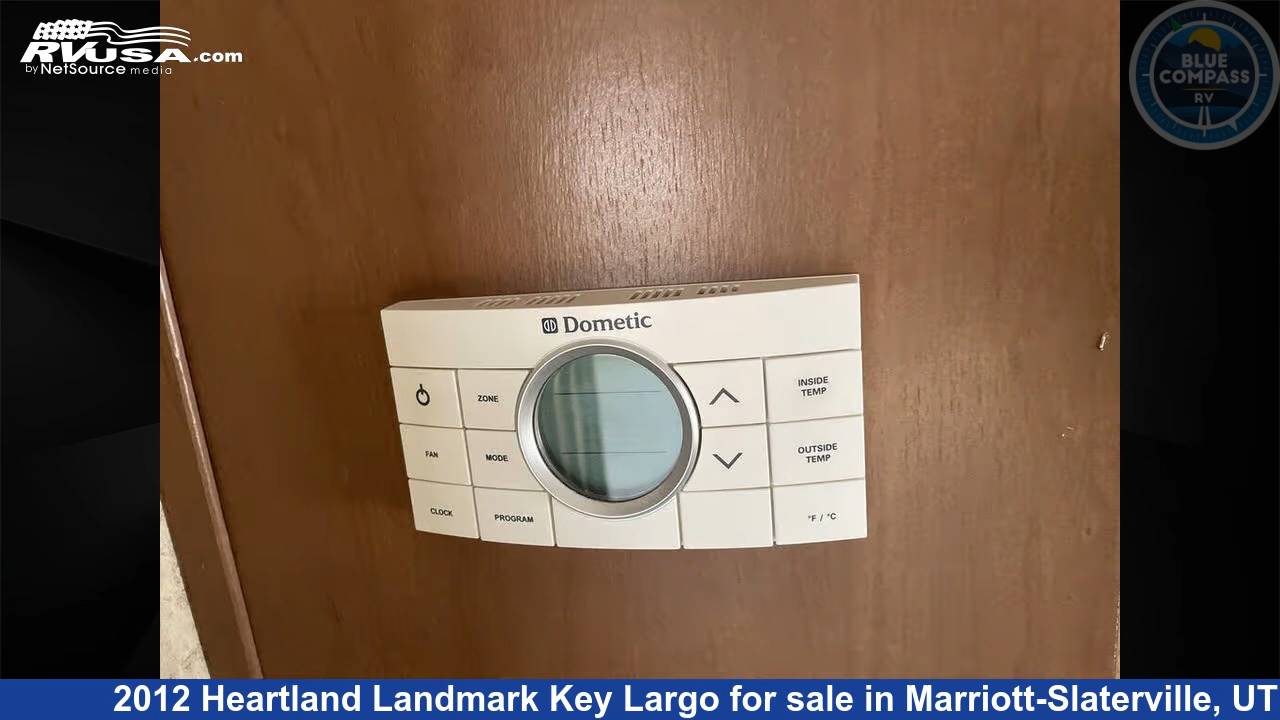 RVUSA.com
by NetSource media
BLUE
COMPASS
RV
Dometic
ZONE
INSIDE
TEMP
FAN
MODE
OUTSIDE
TEMP
CLOCK
PROGRAM
°F / °C
2012 Heartland Landmark Key Largo for sale in Marriott-Slaterville, UT